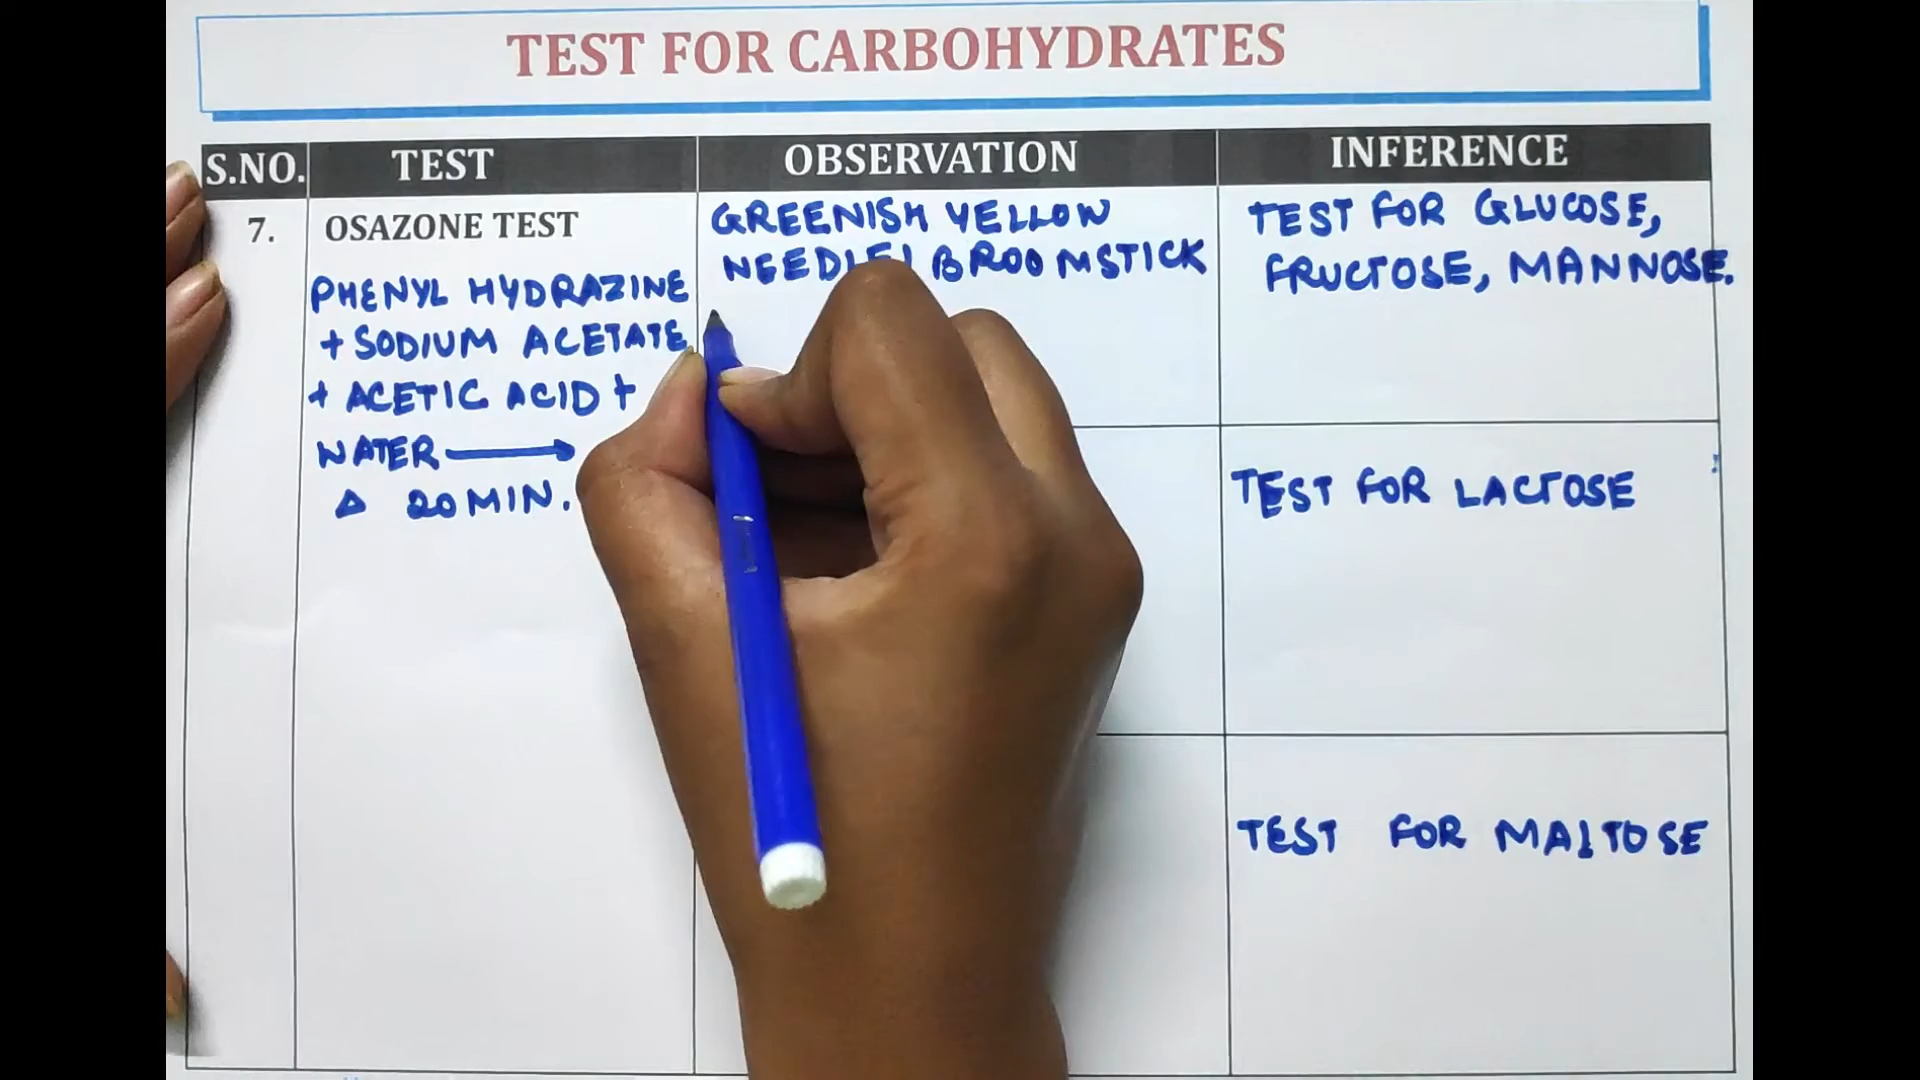 TEST FOR CARBOHYDRATES
S.NO. TEST OBSERVATION INFERENCE
7. OSAZONE TEST
PHENYL HYDRAZINE
+ SODIUM ACETATE
+ ACETIC ACID +
WATER →
Δ 20 MIN.
GREENISH YELLOW
BROOMSTICK
TEST FOR GLUCOSE,
FRUCTOSE, MANNOSE.
TEST FOR LACTOSE
TEST FOR MALTOSE